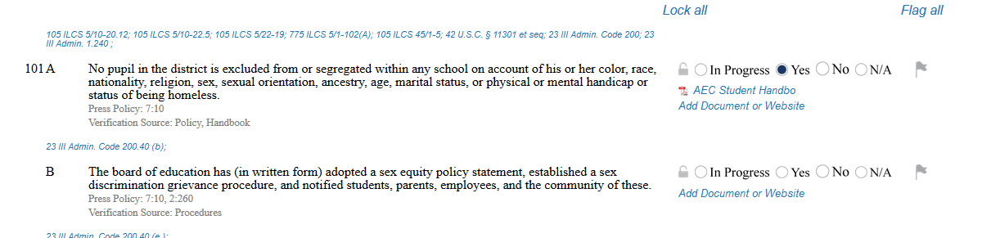 Lock all
Flag all
105 ILCS 5/10-20.12; 105 ILCS 5/10-22.5; 105 ILCS 5/22-19; 775 ILCS 5/1-102(A); 105 ILCS 45/1-5; 42 U.S.C. § 11301 et seq; 23 Ill Admin. Code 200; 23
Ill Admin. 1.240 ;
101 A No pupil in the district is excluded from or segregated within any school on account of his or her color, race,
nationality, religion, sex, sexual orientation, ancestry, age, marital status, or physical or mental handicap or
status of being homeless.
Press Policy: 7:10
Verification Source: Policy, Handbook
In Progress Yes No N/A
AEC Student Handbo
Add Document or Website
23 Ill Admin. Code 200.40 (b);
B The board of education has (in written form) adopted a sex equity policy statement, established a sex
discrimination grievance procedure, and notified students, parents, employees, and the community of these.
Press Policy: 7:10, 2:260
Verification Source: Procedures
In Progress Yes No N/A
Add Document or Website
23 Ill Admin. Code 200.40 (e );